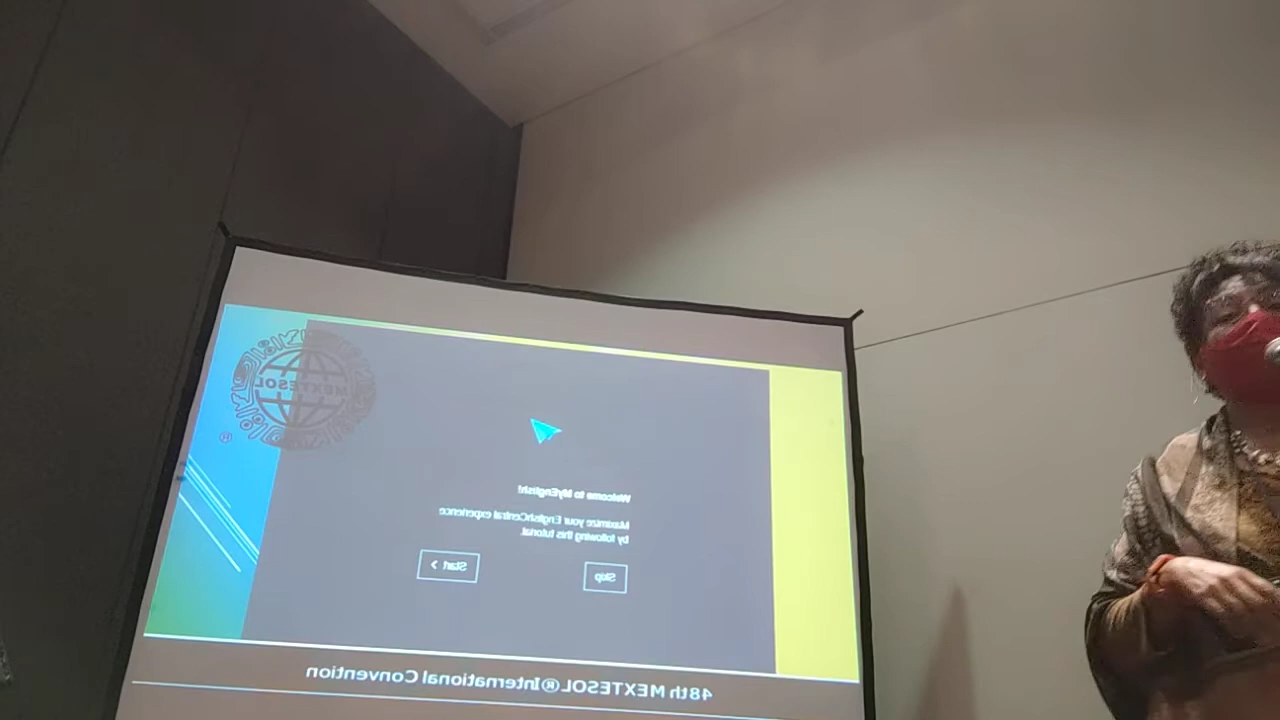 MEXTESOL
®
Welcome to MyEnglish!
Maximize your EnglishCentral experience
by following this tutorial.
Skip
Start >
48th MEXTESOL®International Convention